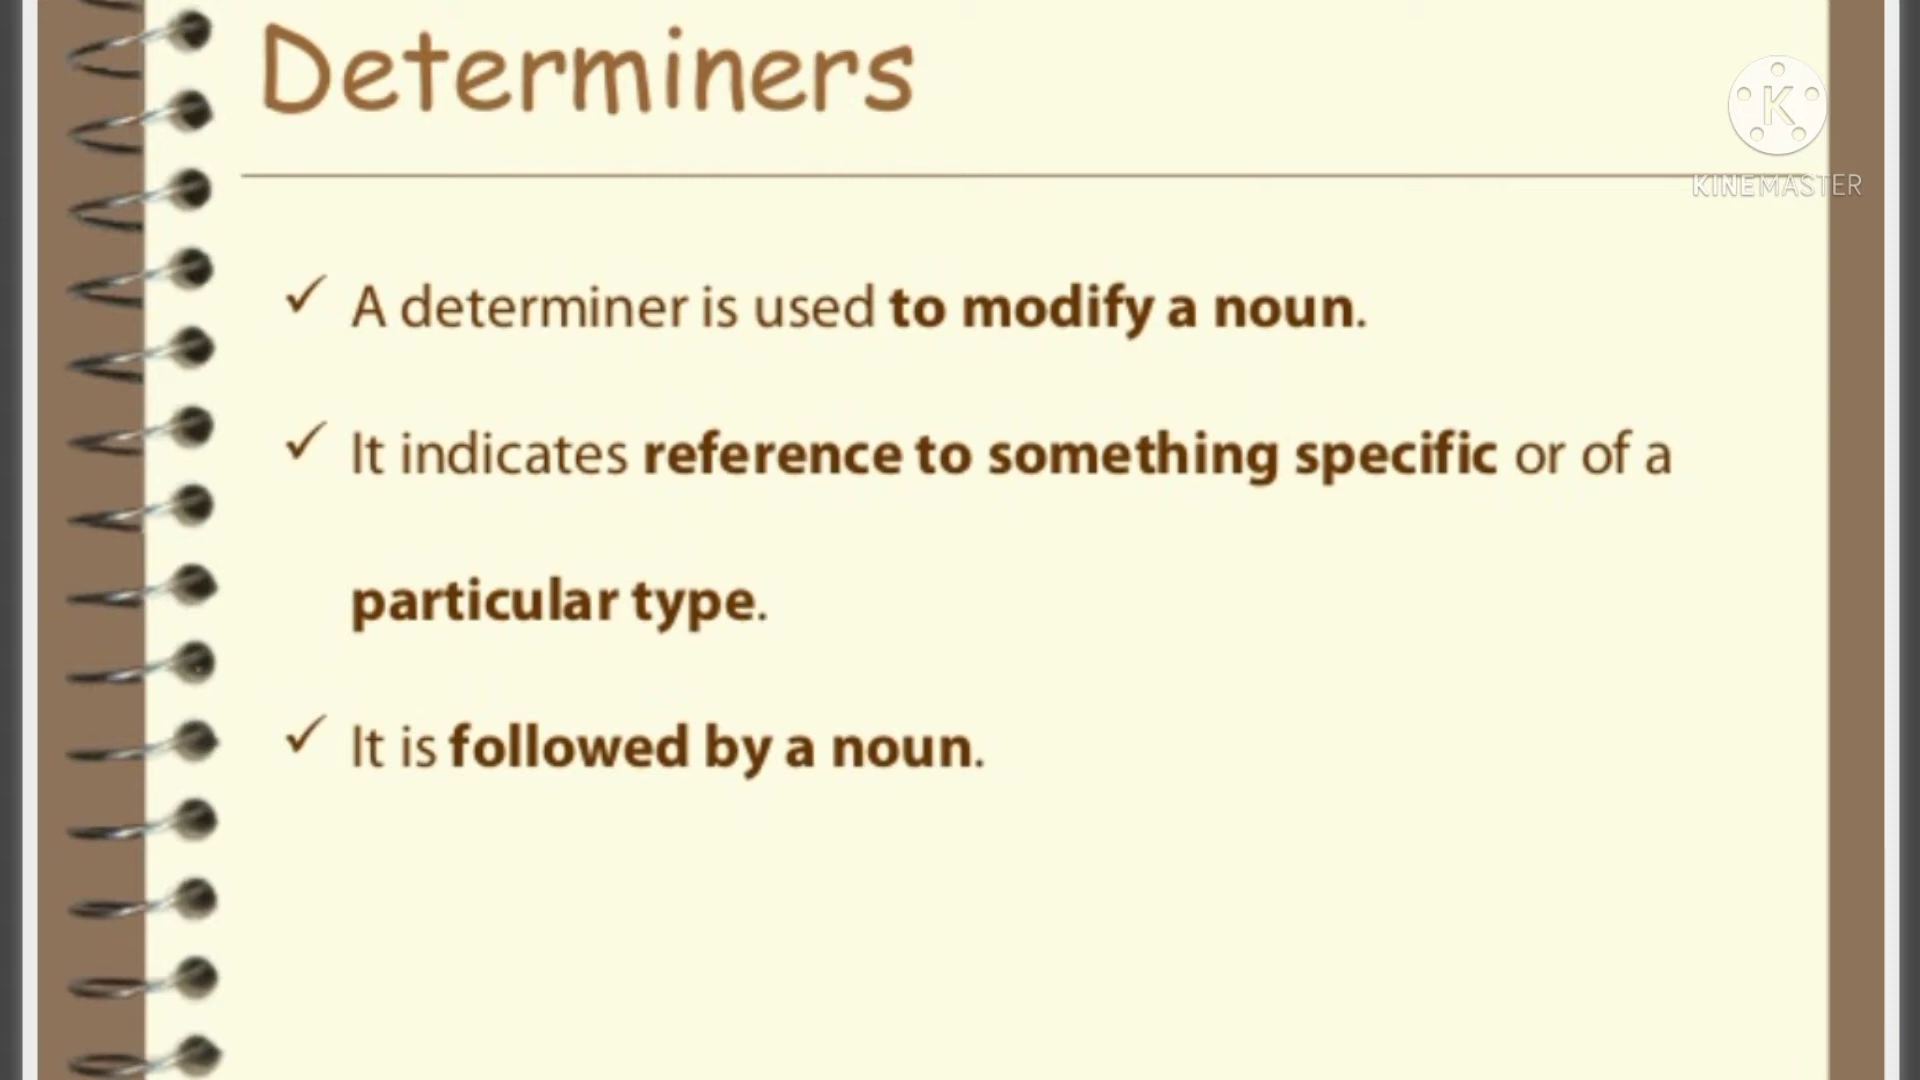 Determiners
K
KINEMASTER
✓ A determiner is used to modify a noun.
✓ It indicates reference to something specific or of a
particular type.
✓ It is followed by a noun.